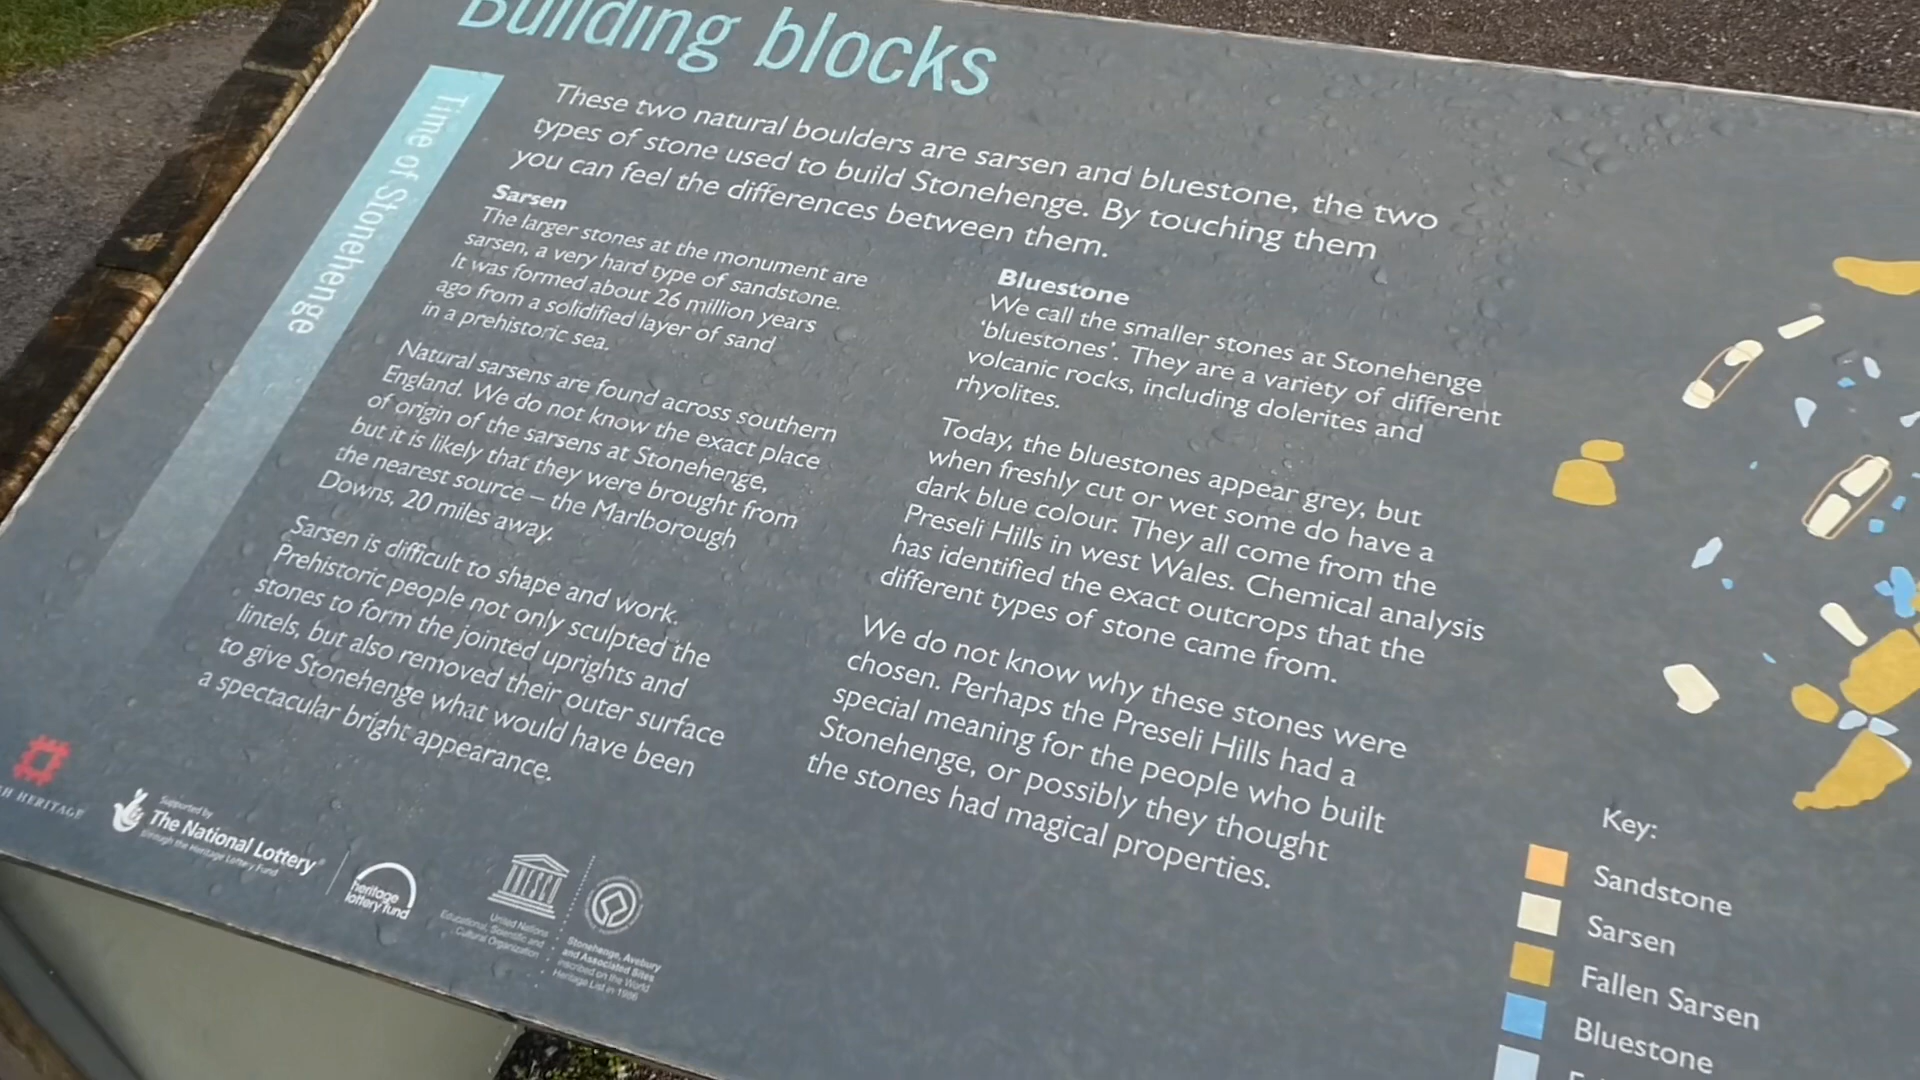 Building blocks
Time of Stonehenge
These two natural boulders are sarsen and bluestone, the two
types of stone used to build Stonehenge. By touching them
you can feel the differences between them.
Sarsen
The larger stones at the monument are
sarsen, a very hard type of sandstone.
It was formed about 26 million years
ago from a solidified layer of sand
in a prehistoric sea.
Natural sarsens are found across southern
England. We do not know the exact place
of origin of the sarsens at Stonehenge,
but it is likely that they were brought from
the nearest source – the Marlborough
Downs, 20 miles away.
Sarsen is difficult to shape and work.
Prehistoric people not only sculpted the
stones to form the jointed uprights and
lintels, but also removed their outer surface
to give Stonehenge what would have been
a spectacular bright appearance.
Bluestone
We call the smaller stones at Stonehenge
‘bluestones’. They are a variety of different
volcanic rocks, including dolerites and
rhyolites.
Today, the bluestones appear grey, but
when freshly cut or wet some do have a
dark blue colour. They all come from the
Preseli Hills in west Wales. Chemical analysis
has identified the exact outcrops that the
different types of stone came from.
We do not know why these stones were
chosen. Perhaps the Preseli Hills had a
special meaning for the people who built
Stonehenge, or possibly they thought
the stones had magical properties.
Key:
Sandstone
Sarsen
Fallen Sarsen
Bluestone
HERITAGE
Supported by
The National Lottery®
through the Heritage Lottery Fund
heritage
lottery fund
United Nations
Educational, Scientific and
Cultural Organization
Stonehenge, Avebury
and Associated Sites
inscribed on the World
Heritage List in 1986